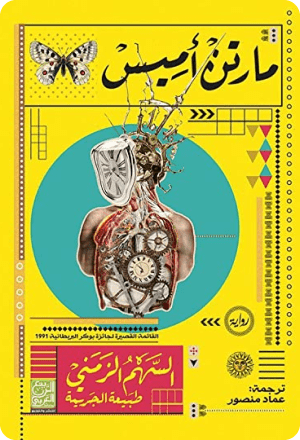 مارتن أميس
رواية
القائمة القصيرة لجائزة بوكر البريطانية 1991
السهم الزمني
طبيعة الجريمة
ترجمة:
عماد منصور